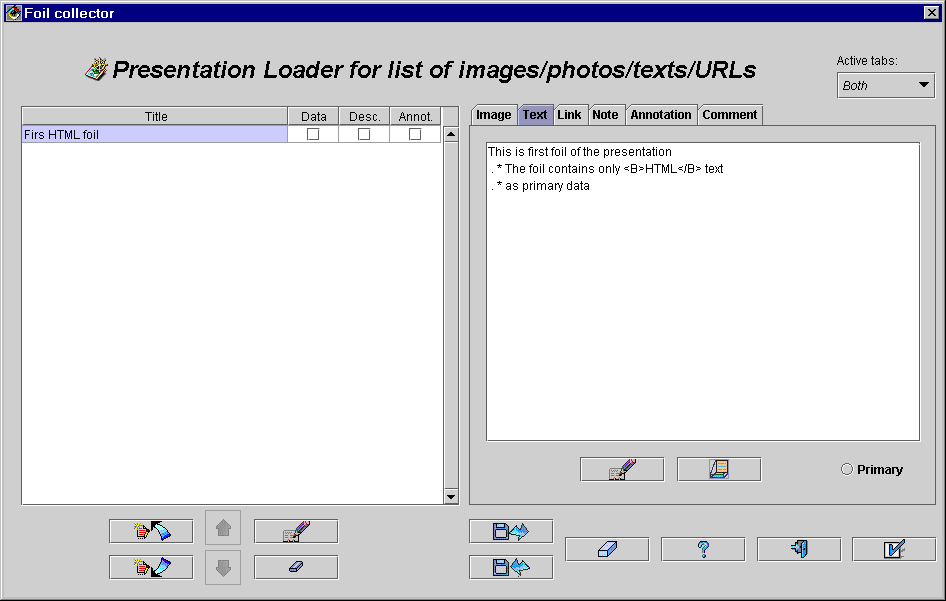 Foil collector
Presentation Loader for list of images/photos/texts/URLs
Active tabs:
Both
Title Data Desc. Annot.
Firs HTML foil
Image Text Link Note Annotation Comment
This is first foil of the presentation
. * The foil contains only <B>HTML</B> text
. * as primary data
Primary
?